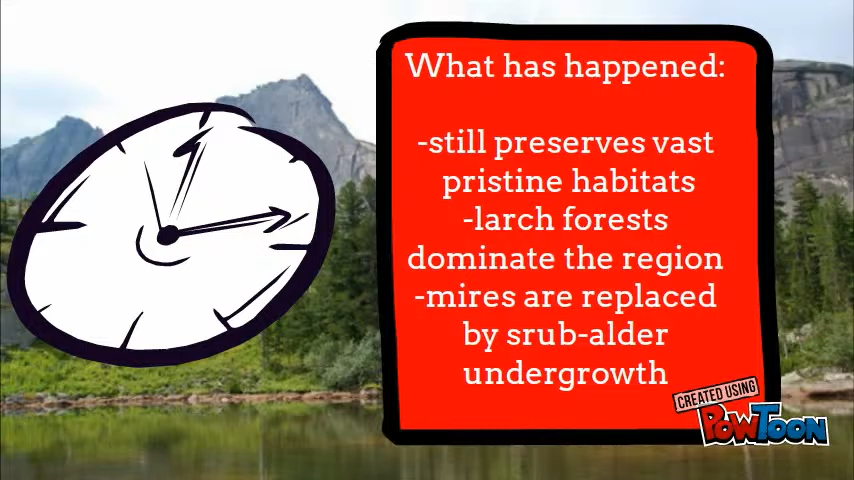 What has happened:
-still preserves vast
pristine habitats
-larch forests
dominate the region
-mires are replaced
by srub-alder
undergrowth
CREATED USING
POWTOON